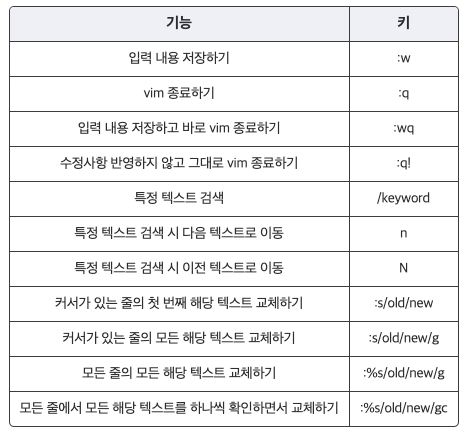 기능 키
입력 내용 저장하기 :w
vim 종료하기 :q
입력 내용 저장하고 바로 vim 종료하기 :wq
수정사항 반영하지 않고 그대로 vim 종료하기 :q!
특정 텍스트 검색 /keyword
특정 텍스트 검색 시 다음 텍스트로 이동 n
특정 텍스트 검색 시 이전 텍스트로 이동 N
커서가 있는 줄의 첫 번째 해당 텍스트 교체하기 :s/old/new
커서가 있는 줄의 모든 해당 텍스트 교체하기 :s/old/new/g
모든 줄의 모든 해당 텍스트 교체하기 :%s/old/new/g
모든 줄에서 모든 해당 텍스트를 하나씩 확인하면서 교체하기 :%s/old/new/gc